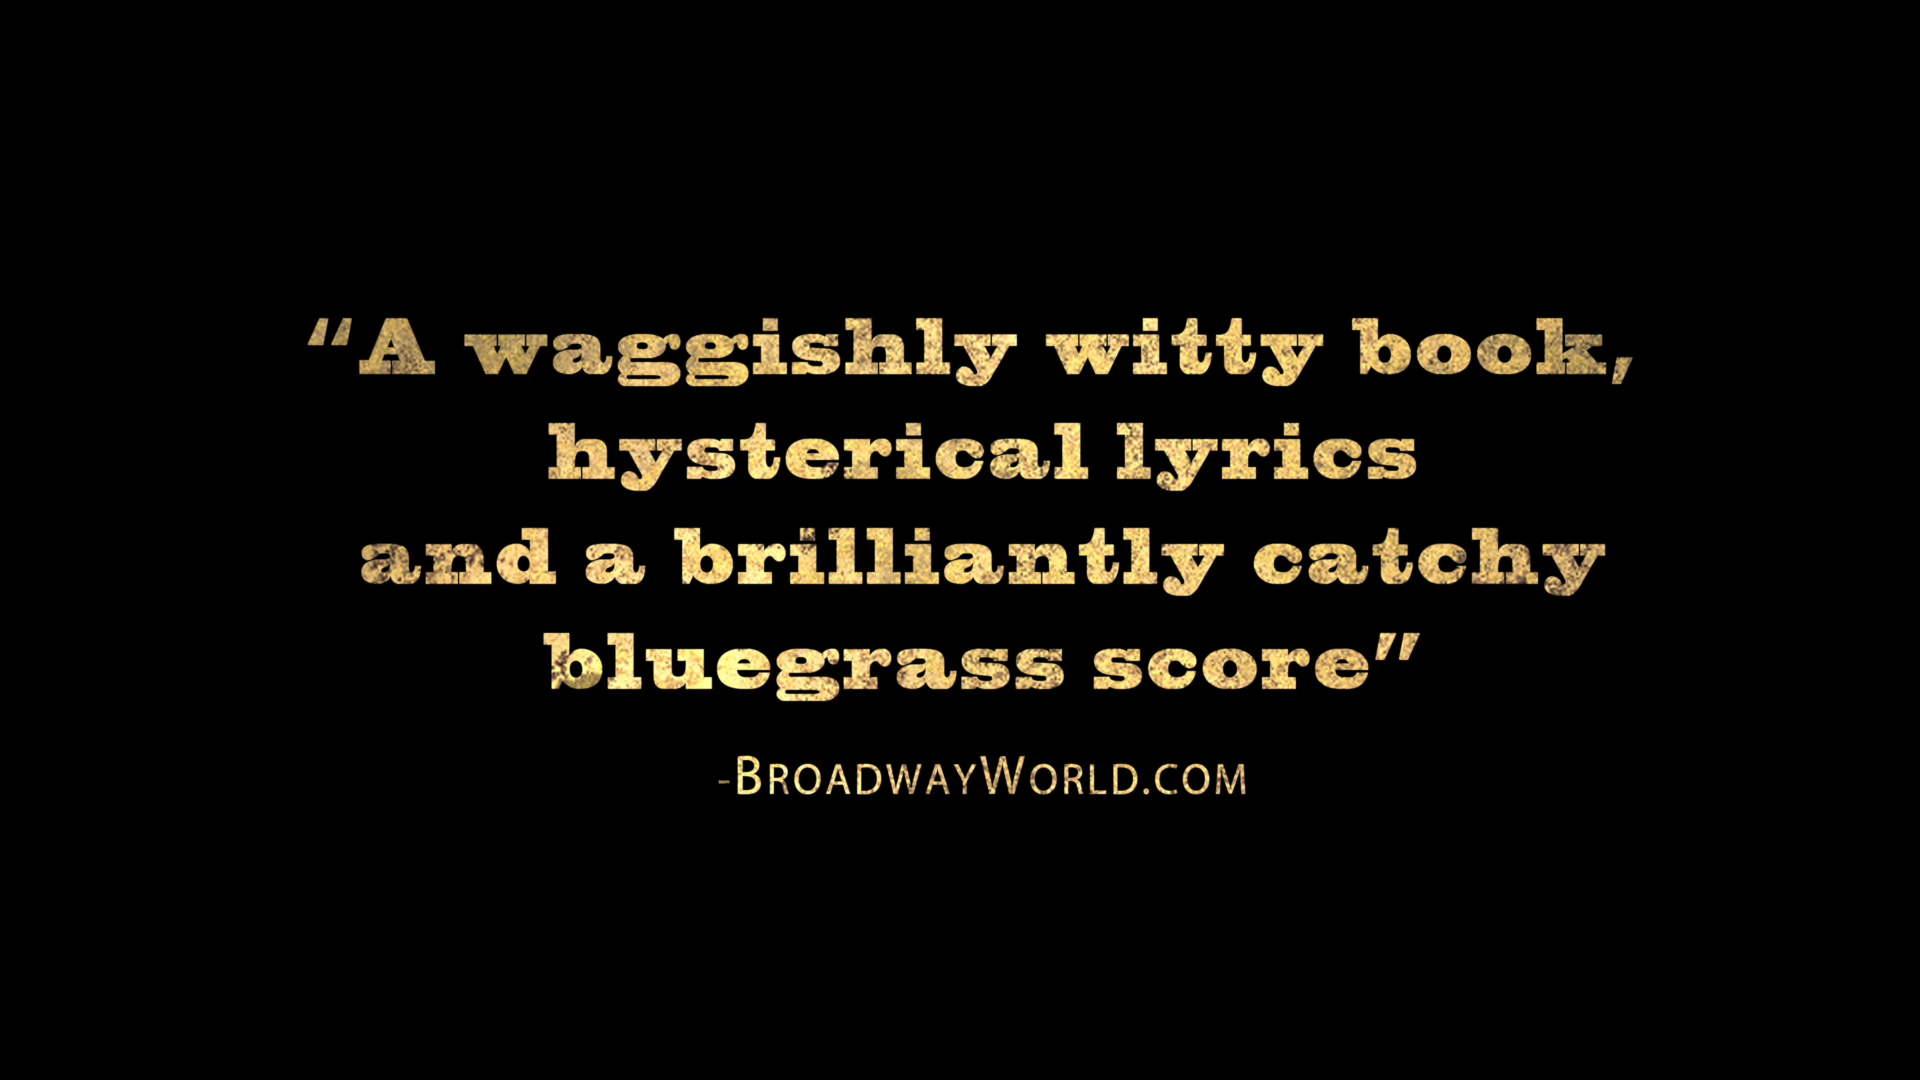 “A waggishly witty book,
hysterical lyrics
and a brilliantly catchy
bluegrass score”
-BroadwayWorld.com